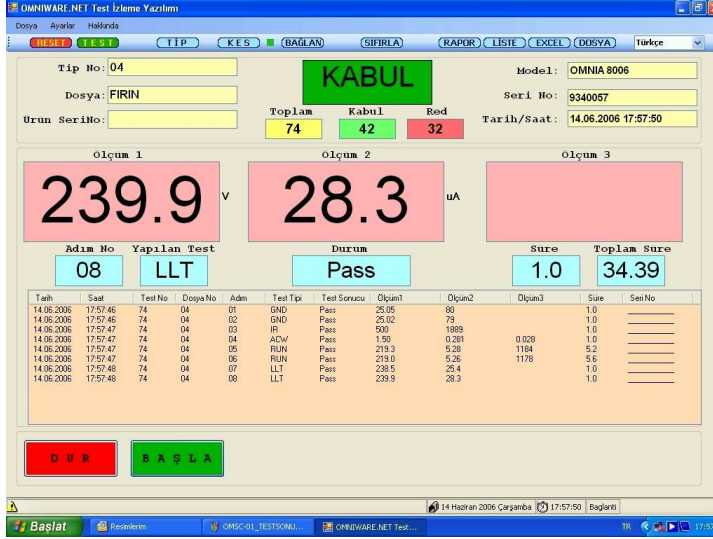 OMNIWARE.NET Test İzleme Yazılımı
Dosya Ayarlar Hakkında
RESET TEST TİP KES BAĞLAN SIFIRLA RAPOR LİSTE EXCEL DOSYA Türkçe
Tip No: 04
KABUL
Model: OMNIA 8006
Dosya: FIRIN
Seri No: 9340057
Urun SeriNo:
Toplam Kabul Red
Tarih/Saat: 14.06.2006 17:57:50
74 42 32
Ölçüm 1 Ölçüm 2 Ölçüm 3
239.9 V 28.3 uA
Adım No Yapılan Test Durum Sure Toplam Sure
08 LLT Pass 1.0 34.39
Tarih Saat Test No Dosya No Adım Test Tipi Test Sonucu Ölçüm1 Ölçüm2 Ölçüm3 Süre Seri No
14.06.2006 17:57:46 74 04 01 GND Pass 25.05 80 1.0
14.06.2006 17:57:46 74 04 02 GND Pass 25.02 79 1.0
14.06.2006 17:57:47 74 04 03 IR Pass 500 1889 1.0
14.06.2006 17:57:47 74 04 04 ACW Pass 1.50 0.281 0.028 1.0
14.06.2006 17:57:47 74 04 05 RUN Pass 219.3 5.28 1184 5.2
14.06.2006 17:57:47 74 04 06 RUN Pass 219.0 5.26 1178 5.6
14.06.2006 17:57:48 74 04 07 LLT Pass 238.5 25.4 1.0
14.06.2006 17:57:48 74 04 08 LLT Pass 239.9 28.3 1.0
DUR BAŞLA
14 Haziran 2006 Çarşamba 17:57:50 Baglanti
Başlat Resimlerim OMSC-01_TESTSONU... OMNIWARE.NET Test... TR 17:57